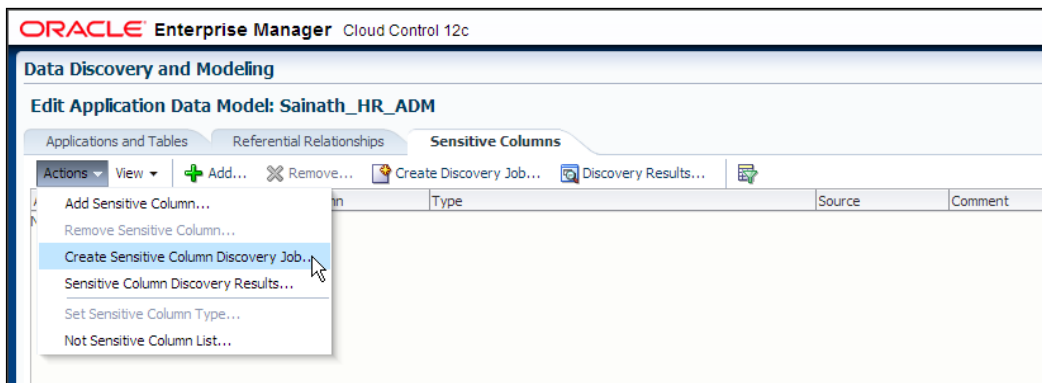 ORACLE Enterprise Manager Cloud Control 12c
Data Discovery and Modeling
Edit Application Data Model: Sainath_HR_ADM
Applications and Tables Referential Relationships Sensitive Columns
Actions View Add... Remove... Create Discovery Job... Discovery Results...
Type Source Comment
Add Sensitive Column...
Remove Sensitive Column...
Create Sensitive Column Discovery Job...
Sensitive Column Discovery Results...
Set Sensitive Column Type...
Not Sensitive Column List...